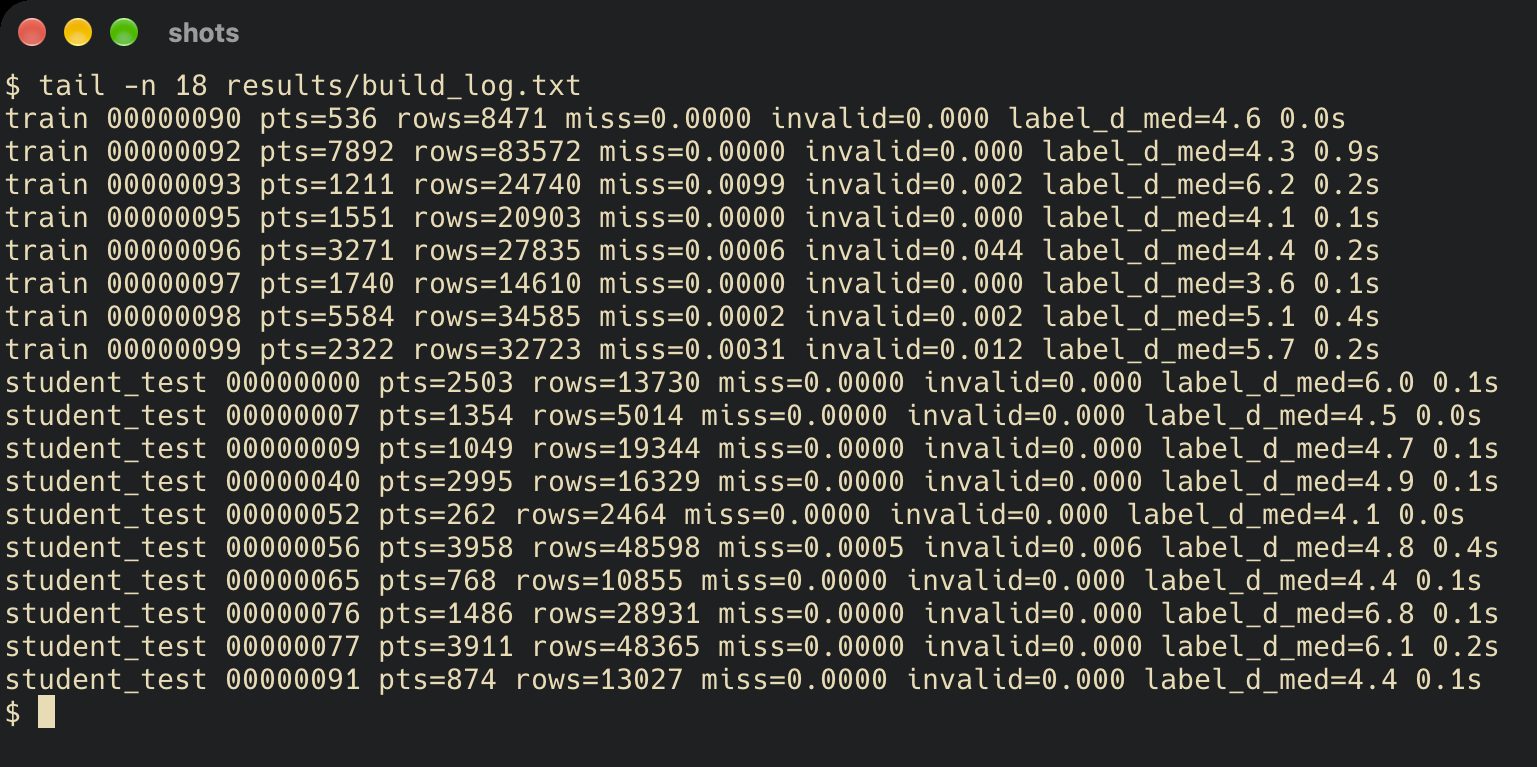 shots
$ tail -n 18 results/build_log.txt
train 00000090 pts=536 rows=8471 miss=0.0000 invalid=0.000 label_d_med=4.6 0.0s
train 00000092 pts=7892 rows=83572 miss=0.0000 invalid=0.000 label_d_med=4.3 0.9s
train 00000093 pts=1211 rows=24740 miss=0.0099 invalid=0.002 label_d_med=6.2 0.2s
train 00000095 pts=1551 rows=20903 miss=0.0000 invalid=0.000 label_d_med=4.1 0.1s
train 00000096 pts=3271 rows=27835 miss=0.0006 invalid=0.044 label_d_med=4.4 0.2s
train 00000097 pts=1740 rows=14610 miss=0.0000 invalid=0.000 label_d_med=3.6 0.1s
train 00000098 pts=5584 rows=34585 miss=0.0002 invalid=0.002 label_d_med=5.1 0.4s
train 00000099 pts=2322 rows=32723 miss=0.0031 invalid=0.012 label_d_med=5.7 0.2s
student_test 00000000 pts=2503 rows=13730 miss=0.0000 invalid=0.000 label_d_med=6.0 0.1s
student_test 00000007 pts=1354 rows=5014 miss=0.0000 invalid=0.000 label_d_med=4.5 0.0s
student_test 00000009 pts=1049 rows=19344 miss=0.0000 invalid=0.000 label_d_med=4.7 0.1s
student_test 00000040 pts=2995 rows=16329 miss=0.0000 invalid=0.000 label_d_med=4.9 0.1s
student_test 00000052 pts=262 rows=2464 miss=0.0000 invalid=0.000 label_d_med=4.1 0.0s
student_test 00000056 pts=3958 rows=48598 miss=0.0005 invalid=0.006 label_d_med=4.8 0.4s
student_test 00000065 pts=768 rows=10855 miss=0.0000 invalid=0.000 label_d_med=4.4 0.1s
student_test 00000076 pts=1486 rows=28931 miss=0.0000 invalid=0.000 label_d_med=6.8 0.1s
student_test 00000077 pts=3911 rows=48365 miss=0.0000 invalid=0.000 label_d_med=6.1 0.2s
student_test 00000091 pts=874 rows=13027 miss=0.0000 invalid=0.000 label_d_med=4.4 0.1s
$